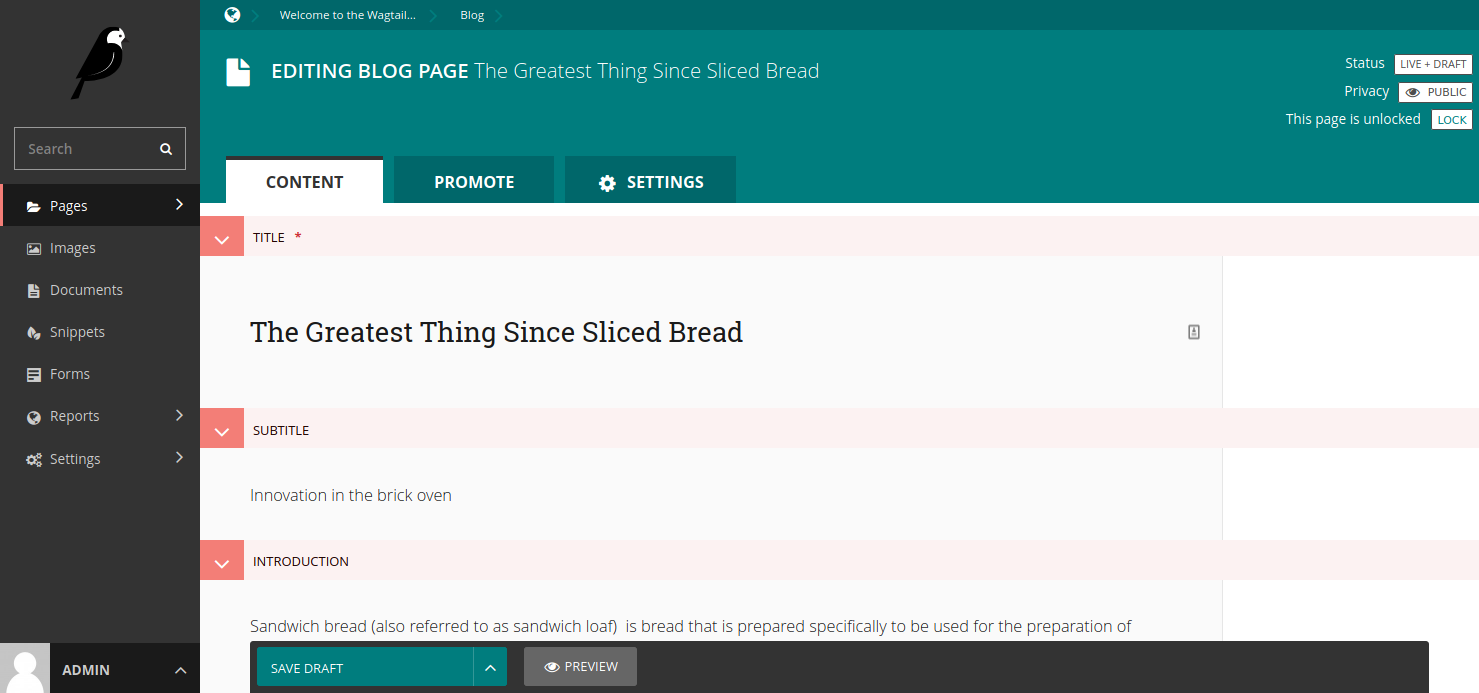 Welcome to the Wagtail... Blog
EDITING BLOG PAGE The Greatest Thing Since Sliced Bread
Status LIVE + DRAFT
Privacy PUBLIC
This page is unlocked LOCK
Search
Pages
Images
Documents
Snippets
Forms
Reports
Settings
ADMIN
CONTENT PROMOTE SETTINGS
TITLE *
The Greatest Thing Since Sliced Bread
SUBTITLE
Innovation in the brick oven
INTRODUCTION
Sandwich bread (also referred to as sandwich loaf)  is bread that is prepared specifically to be used for the preparation of
SAVE DRAFT PREVIEW